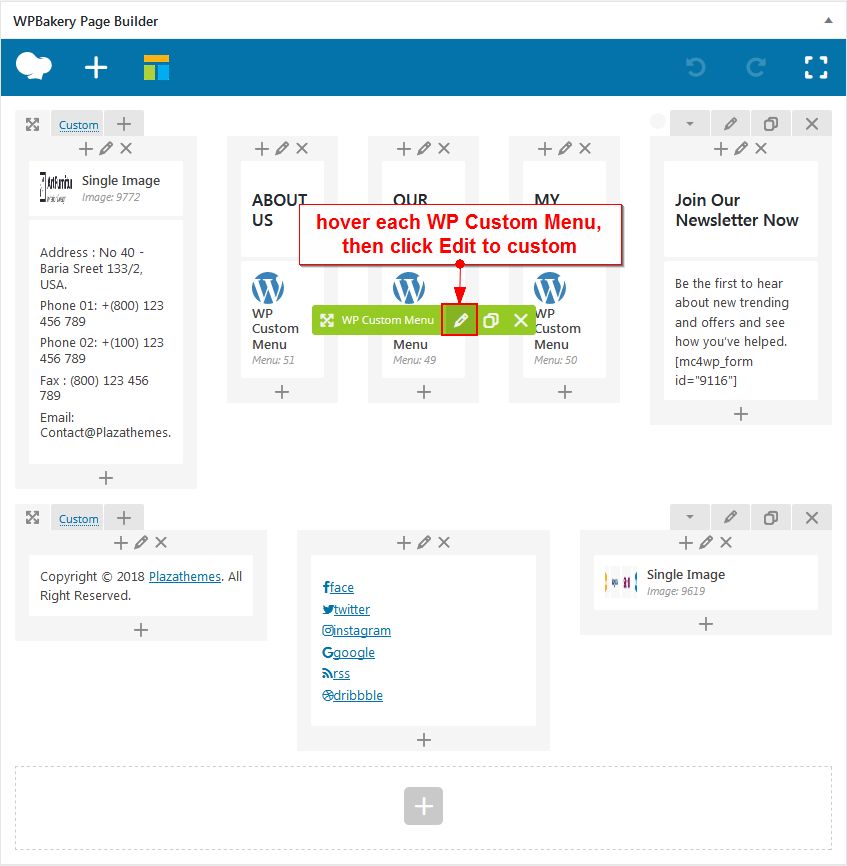 WPBakery Page Builder
Custom
Single Image
Image: 9772
Address : No 40 -
Baria Sreet 133/2,
USA.
Phone 01: +(800) 123
456 789
Phone 02: +(100) 123
456 789
Fax : (800) 123 456
789
Email:
Contact@Plazathemes.
ABOUT
US
WP
Custom
Menu
Menu: 51
OUR
Menu
Menu: 49
MY
WP
Custom
Menu
Menu: 50
hover each WP Custom Menu,
then click Edit to custom
WP Custom Menu
Join Our
Newsletter Now
Be the first to hear
about new trending
and offers and see
how you've helped.
[mc4wp_form
id="9116"]
Custom
Copyright © 2018 Plazathemes. All
Right Reserved.
face
twitter
instagram
google
rss
dribbble
Single Image
Image: 9619